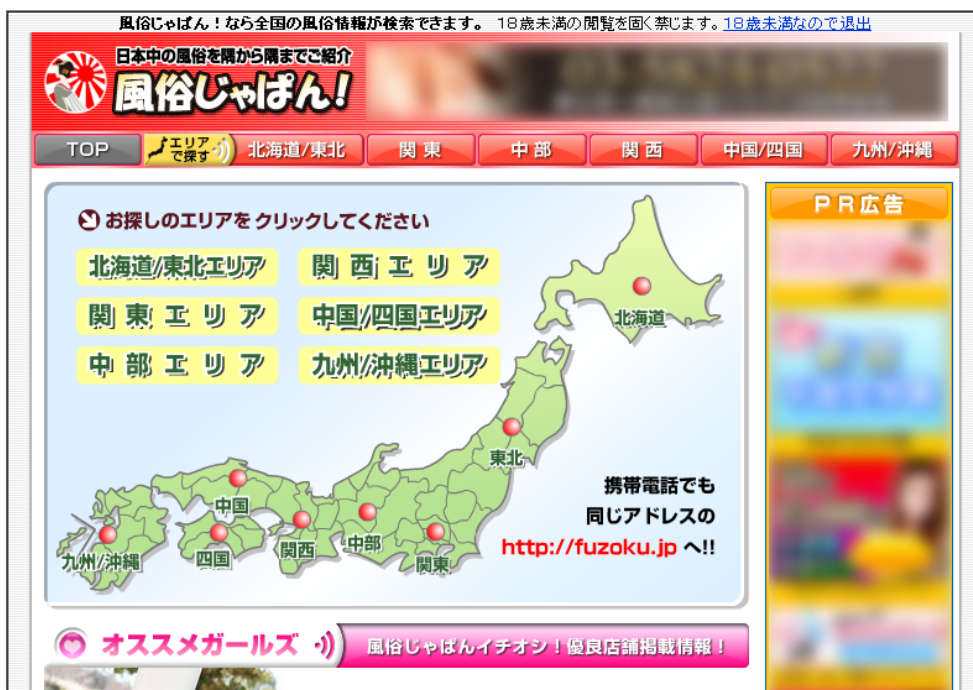 風俗じゃぱん！なら全国の風俗情報が検索できます。 18歳未満の閲覧を固く禁じます。18歳未満なので退出
日本中の風俗を隅から隅までご紹介
風俗じゃぱん!
TOP エリアで探す 北海道/東北 関東 中部 関西 中国/四国 九州/沖縄
お探しのエリアをクリックしてください
北海道/東北エリア 関西エリア
関東エリア 中国/四国エリア
中部エリア 九州/沖縄エリア
北海道
東北
中国
九州/沖縄
四国
関西
中部
関東
携帯電話でも
同じアドレスの
http://fuzoku.jp へ!!
PR広告
オススメガールズ 風俗じゃぱんイチオシ！優良店舗掲載情報！